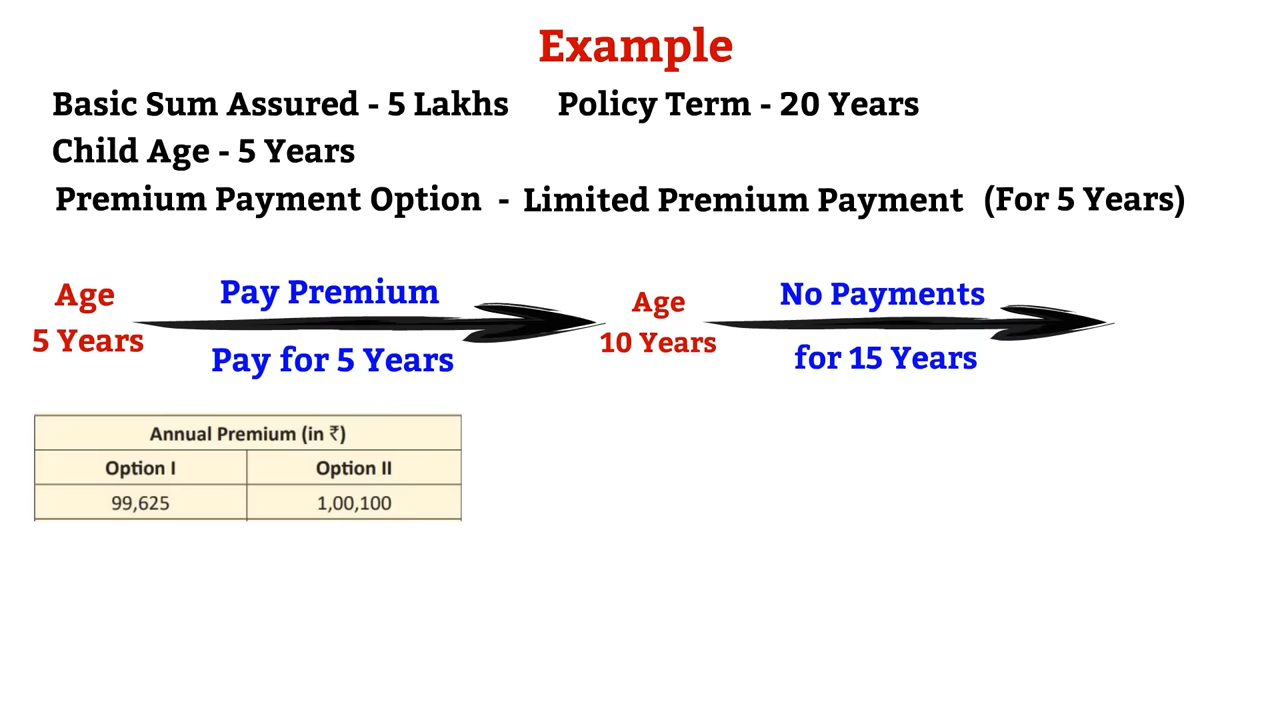 Example
Basic Sum Assured - 5 Lakhs Policy Term - 20 Years
Child Age - 5 Years
Premium Payment Option - Limited Premium Payment (For 5 Years)
Age
5 Years
Pay Premium
Pay for 5 Years
Age
10 Years
No Payments
for 15 Years
Annual Premium (in ₹)
Option I Option II
99,625 1,00,100